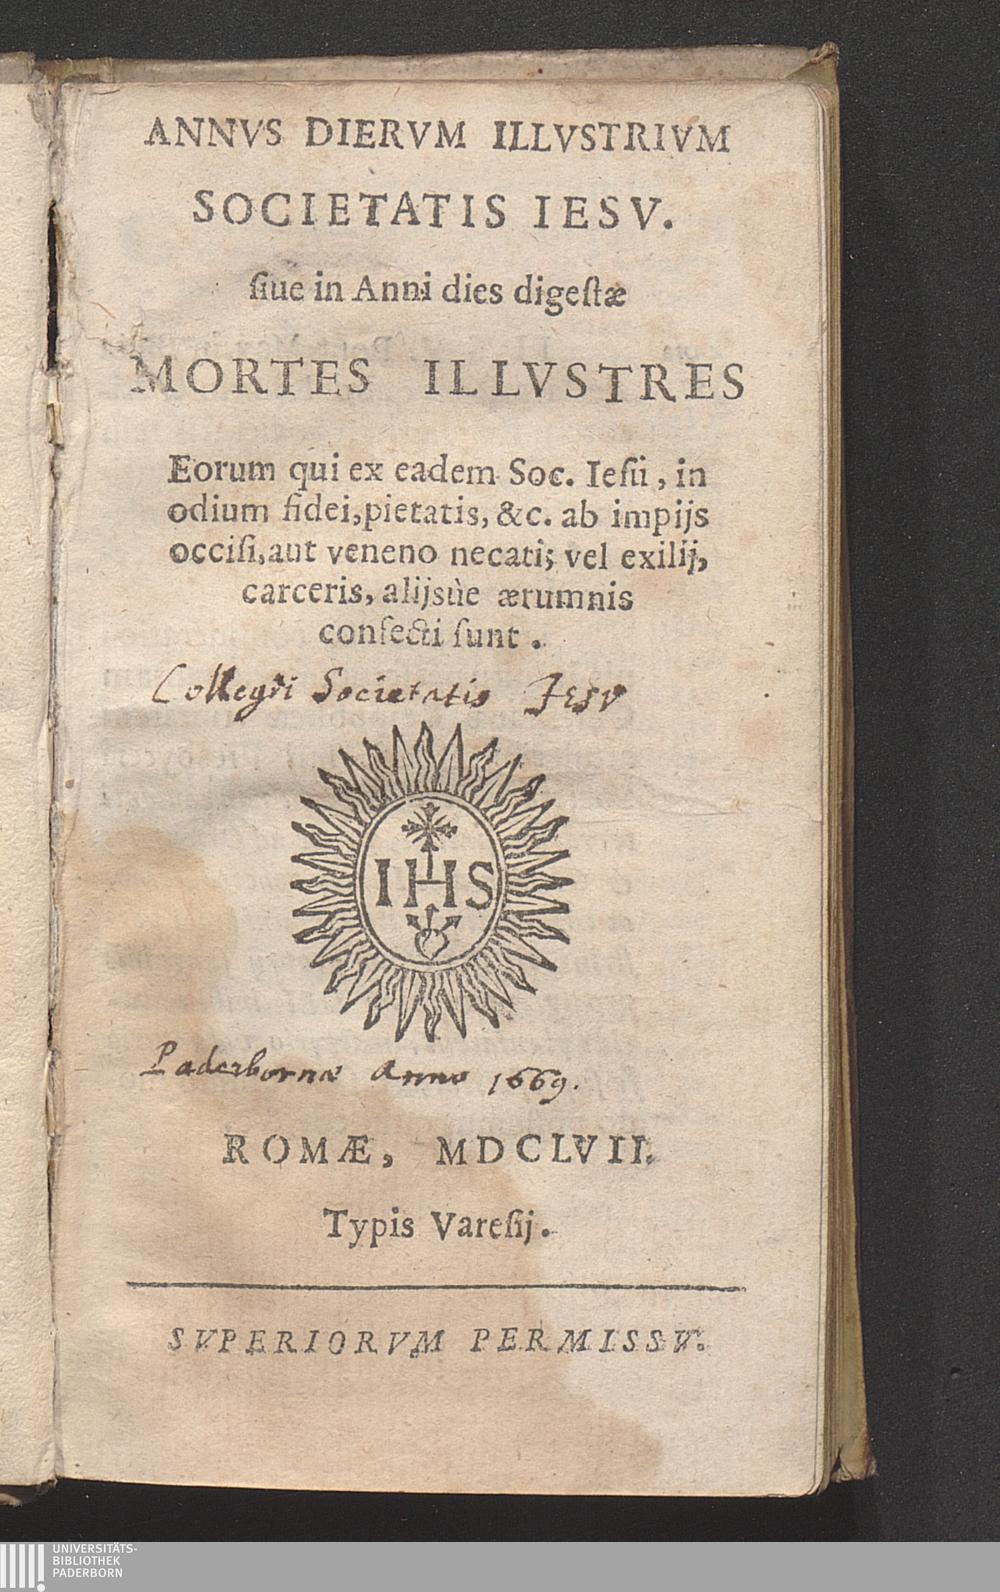 ANNVS DIERVM ILLVSTRIVM
SOCIETATIS IESV.
ſiue in Anni dies digeſtæ
MORTES ILLVSTRES
Eorum qui ex eadem Soc. Ieſu, in
odium fidei, pietatis, &c. ab impijs
occiſi, aut veneno necati; vel exilij,
carceris, alijsùe ærumnis
confecti ſunt.
Collegii Societatis Jesu
IHS
Paderbornæ Anno 1669.
ROMÆ, MDCLVII.
Typis Vareſij.
SVPERIORVM PERMISSV.
UNIVERSITÄTS-
BIBLIOTHEK
PADERBORN